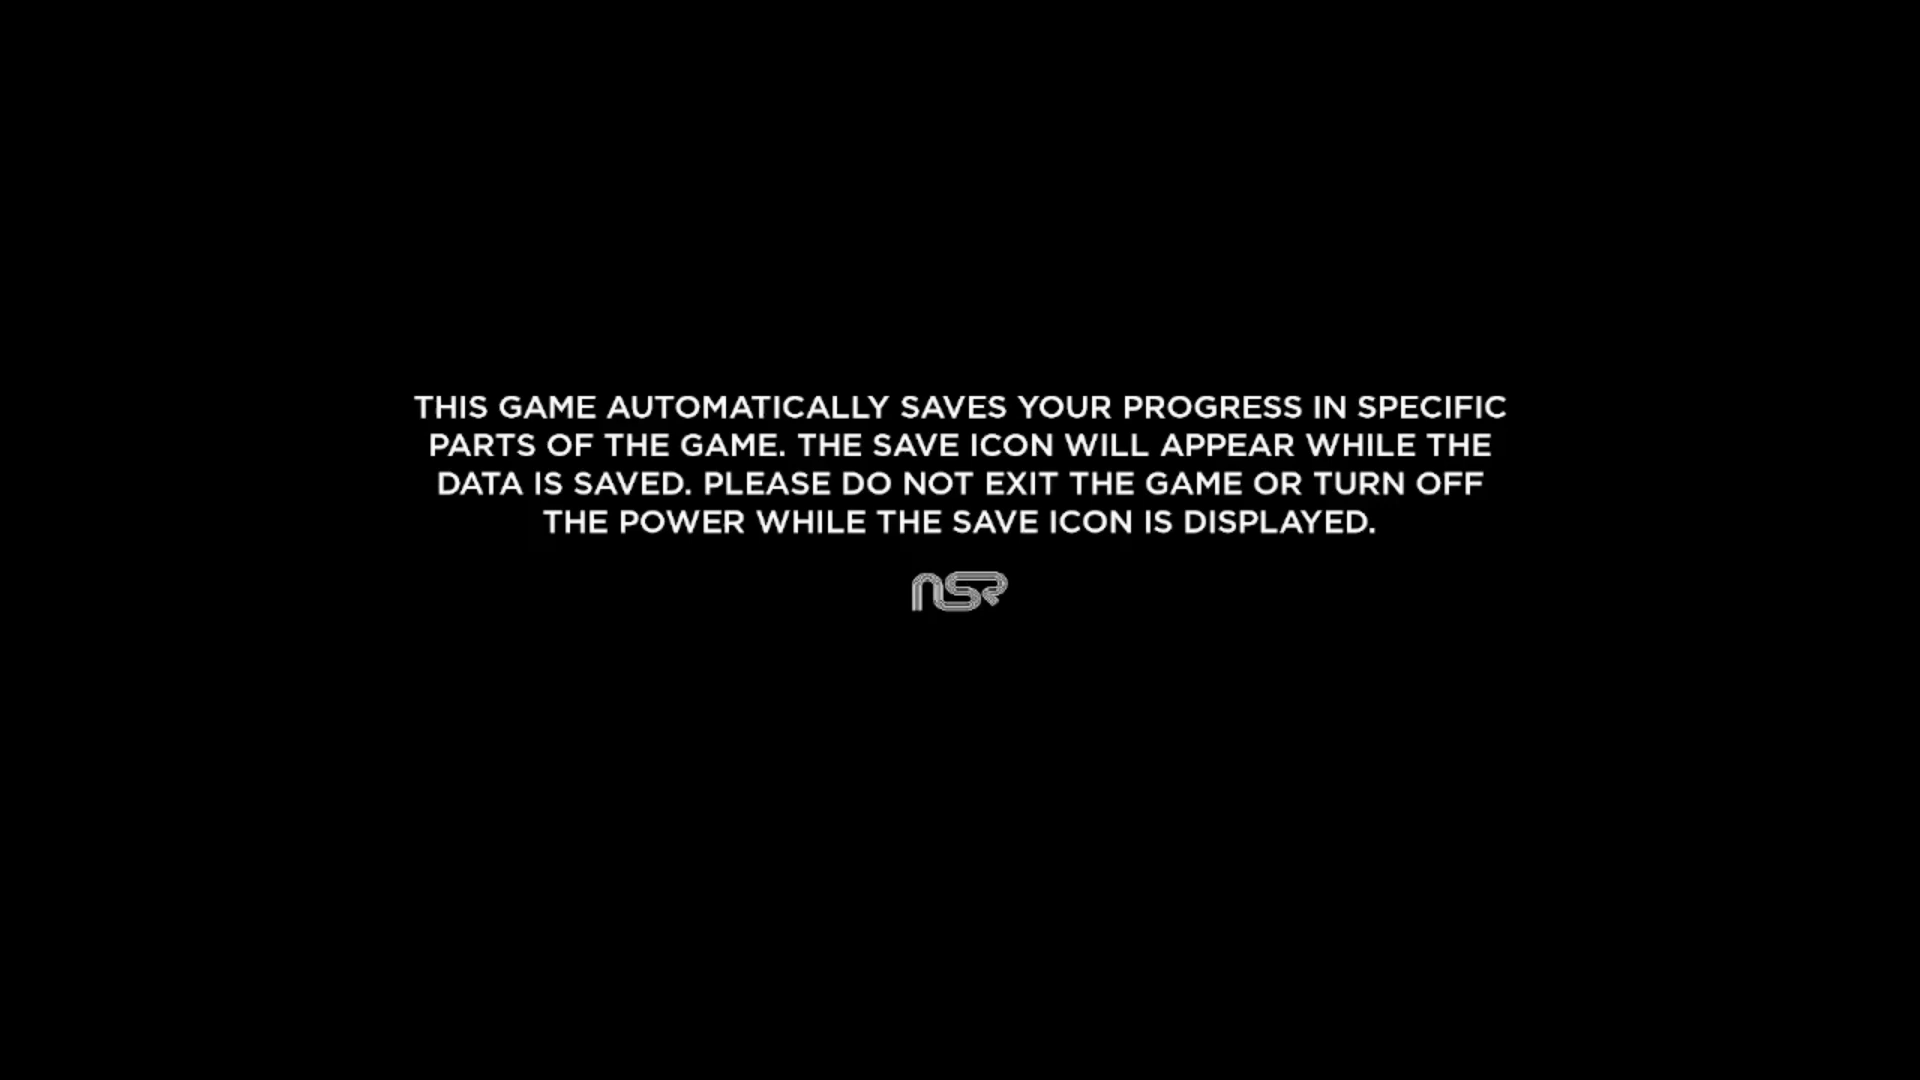 THIS GAME AUTOMATICALLY SAVES YOUR PROGRESS IN SPECIFIC
PARTS OF THE GAME. THE SAVE ICON WILL APPEAR WHILE THE
DATA IS SAVED. PLEASE DO NOT EXIT THE GAME OR TURN OFF
THE POWER WHILE THE SAVE ICON IS DISPLAYED.
nsr